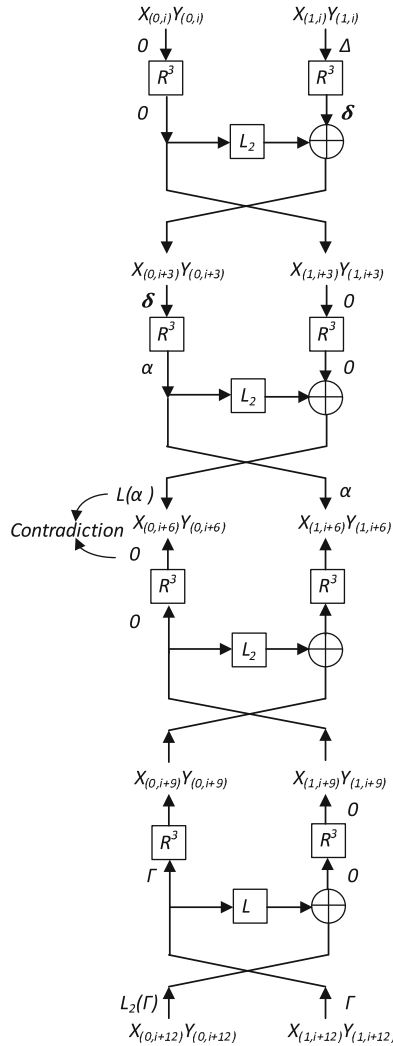 X(0,i)Y(0,i) X(1,i)Y(1,i)
0 Δ
R³ R³
0 δ
L₂
X(0,i+3)Y(0,i+3) X(1,i+3)Y(1,i+3)
δ 0
R³ R³
α 0
L₂
L(α) α
X(0,i+6)Y(0,i+6) X(1,i+6)Y(1,i+6)
Contradiction
0
R³ R³
0
L₂
X(0,i+9)Y(0,i+9) X(1,i+9)Y(1,i+9)
0
R³ R³
Γ 0
L
L₂(Γ) Γ
X(0,i+12)Y(0,i+12) X(1,i+12)Y(1,i+12)